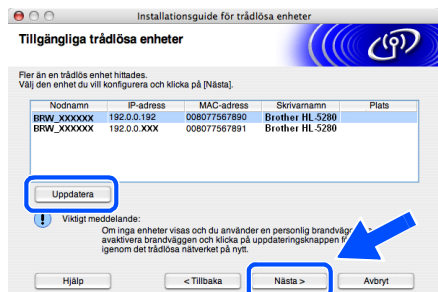 Installationsguide för trådlösa enheter
Tillgängliga trådlösa enheter
Fler än en trådlös enhet hittades.
Välj den enhet du vill konfigurera och klicka på [Nästa].
Nodnamn IP-adress MAC-adress Skrivarnamn Plats
BRW_XXXXXX 192.0.0.192 008077567890 Brother HL-5280
BRW_XXXXXX 192.0.0.XXX 008077567891 Brother HL-5280
Uppdatera
Viktigt meddelande:
Om inga enheter visas och du använder en personlig
avaktivera brandväggen och klicka på uppdateringsknappen
igenom det trådlösa nätverket på nytt.
Hjälp < Tillbaka Nästa > Avbryt